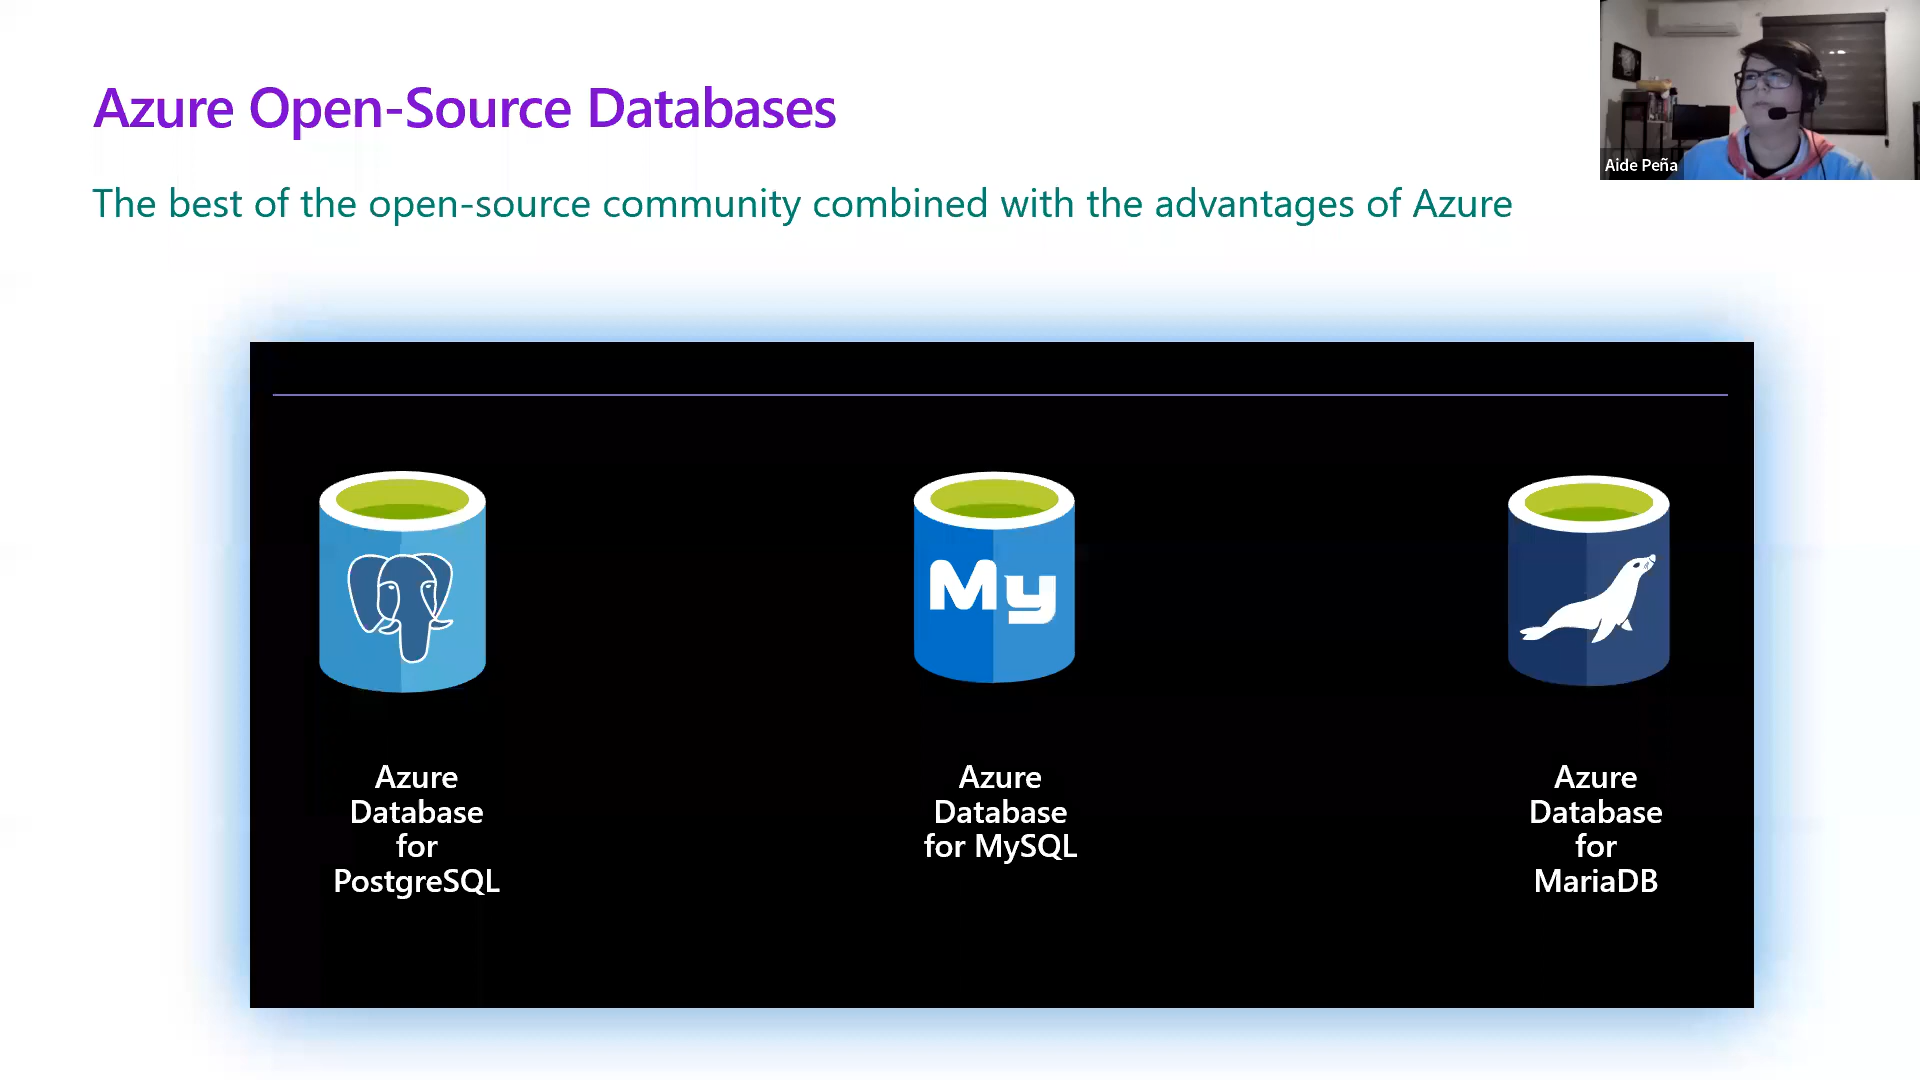 Azure Open-Source Databases
Aide Peña
The best of the open-source community combined with the advantages of Azure
My
Azure
Database
for
PostgreSQL
Azure
Database
for MySQL
Azure
Database
for
MariaDB